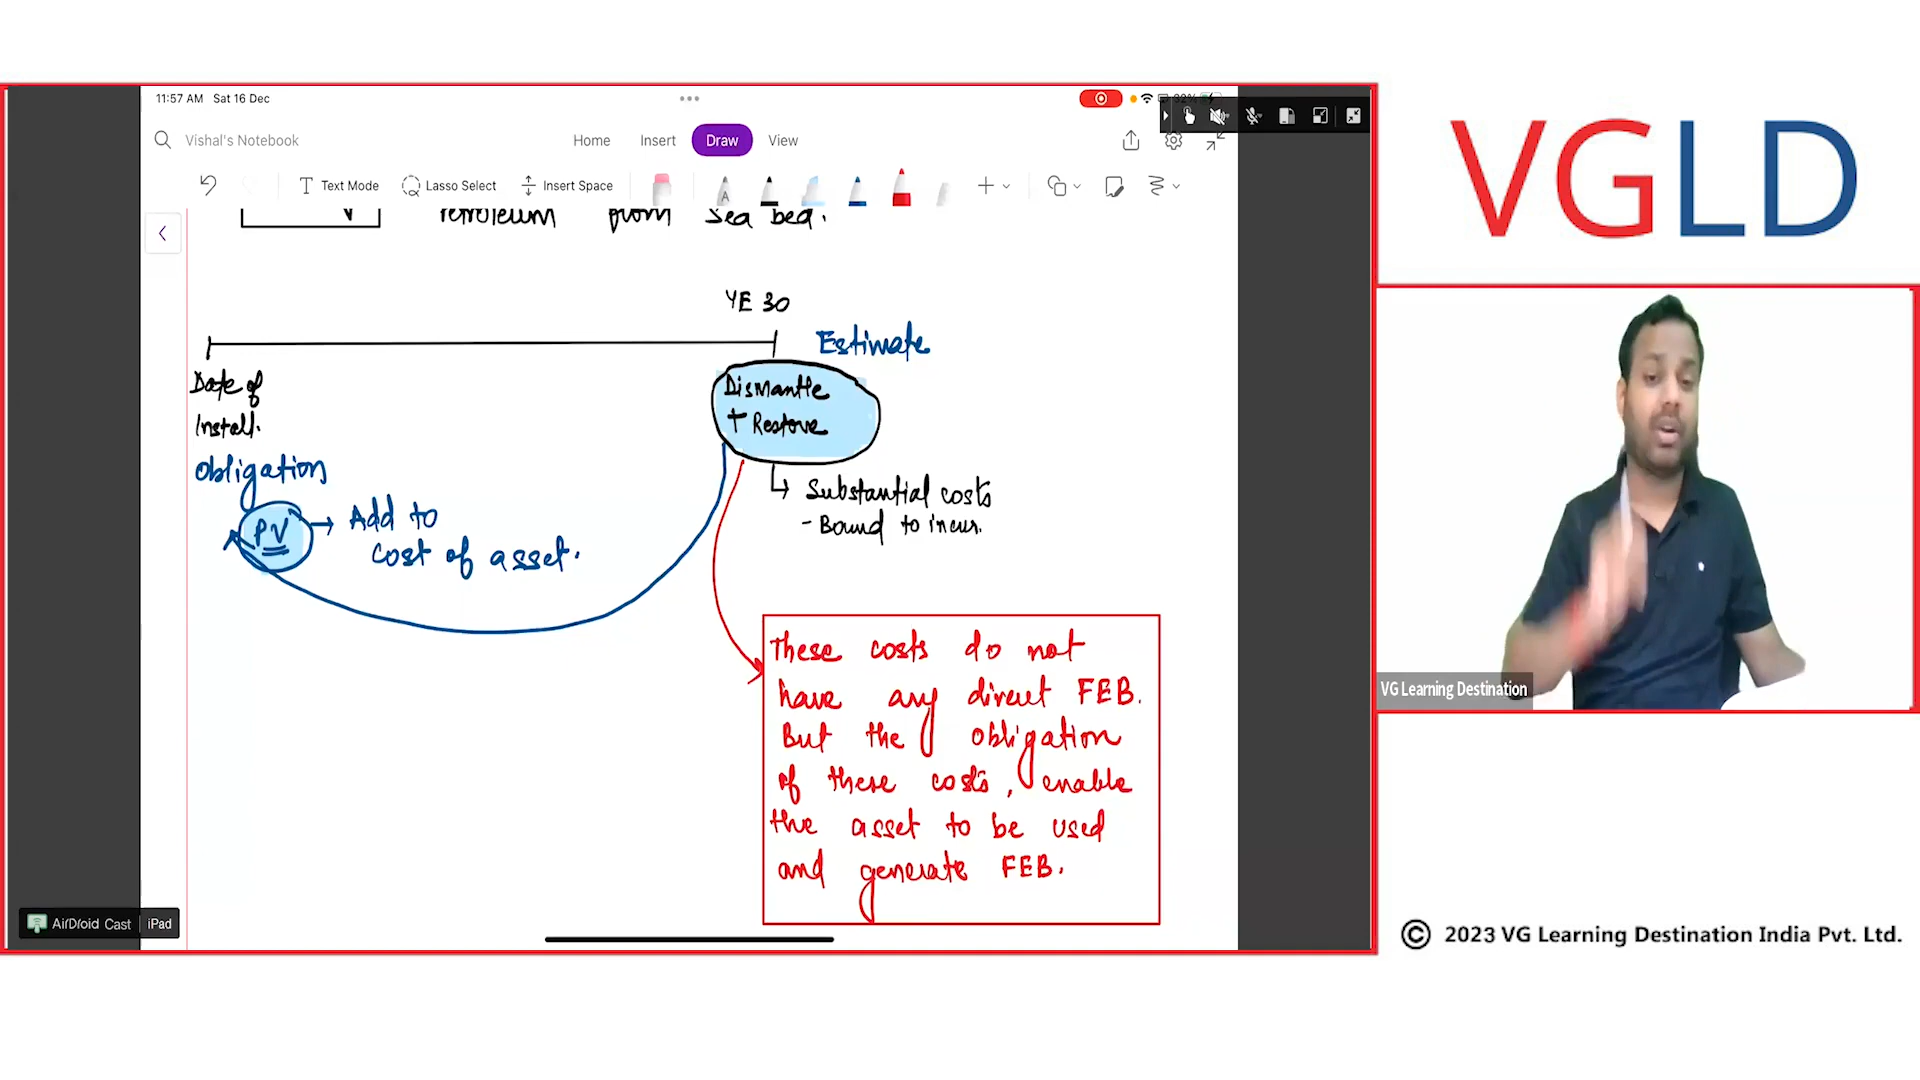 11:57 AM Sat 16 Dec
32%
Vishal's Notebook
Home Insert Draw View
Text Mode Lasso Select Insert Space
Petroleum from Sea bed.
YE 30
Estimate
Date of
Install.
Dismantle
+ Restore
Obligation
PV → Add to
cost of asset.
↳ Substantial costs
- Bound to incur.
These costs do not
have any direct FEB.
But the obligation
of these costs, enable
the asset to be used
and generate FEB.
AirDroid Cast iPad
VGLD
VG Learning Destination
© 2023 VG Learning Destination India Pvt. Ltd.